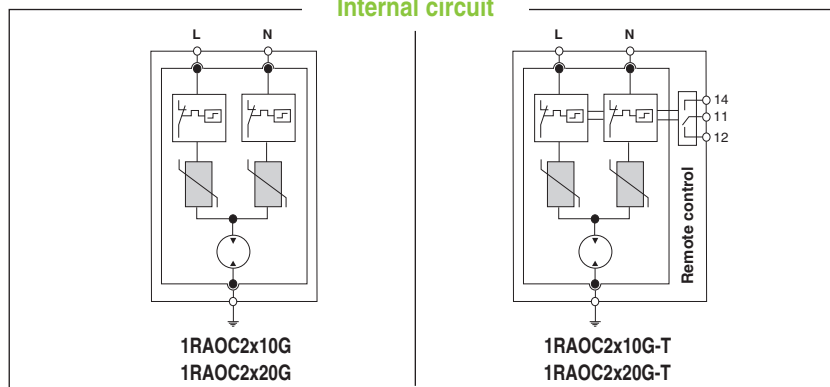 Internal circuit
L N
1RAOC2x10G
1RAOC2x20G
L N
14
11
12
Remote control
1RAOC2x10G-T
1RAOC2x20G-T